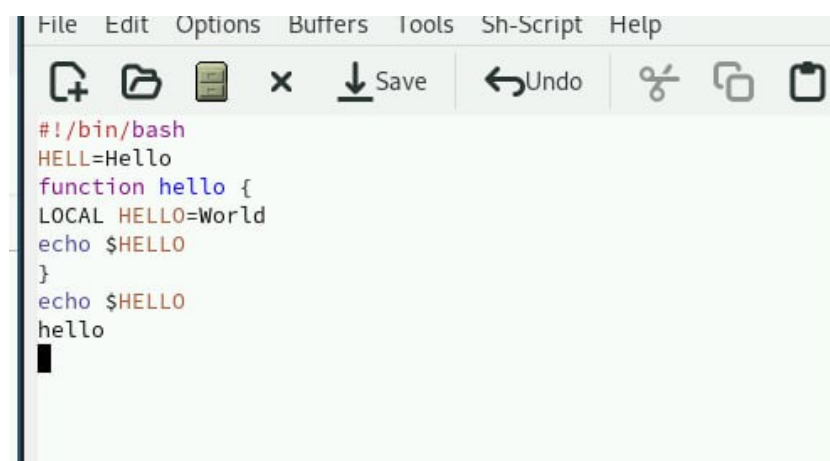 File Edit Options Buffers Tools Sh-Script Help
Save Undo
#!/bin/bash
HELL=Hello
function hello {
LOCAL HELLO=World
echo $HELLO
}
echo $HELLO
hello